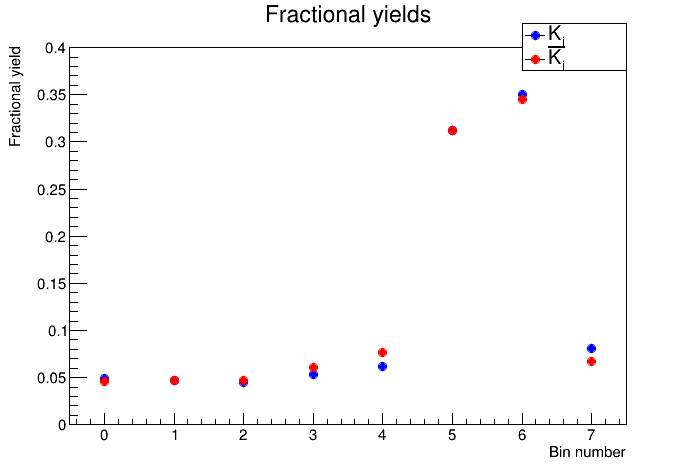 Fractional yields
K_i
K̅_i
Fractional yield
0.4
0.35
0.3
0.25
0.2
0.15
0.1
0.05
0
0 1 2 3 4 5 6 7
Bin number